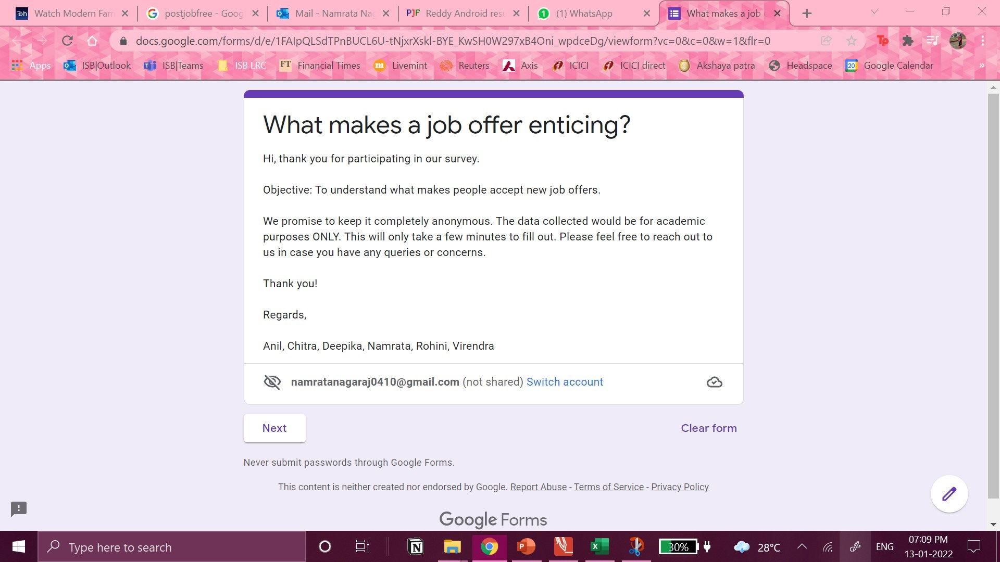 Watch Modern Fam
postjobfree - Goog
Mail - Namrata Nag
PJF Reddy Android resu
(1) WhatsApp
What makes a job
docs.google.com/forms/d/e/1FAIpQLSdTPnBUCL6U-tNjxrXskI-BYE_KwSH0W297xB4Oni_wpdceDg/viewform?vc=0&c=0&w=1&flr=0
Apps
ISB|Outlook
ISB|Teams
ISB LRC
FT Financial Times
m Livemint
Reuters
Axis
ICICI
ICICI direct
Akshaya patra
Headspace
20 Google Calendar
What makes a job offer enticing?
Hi, thank you for participating in our survey.
Objective: To understand what makes people accept new job offers.
We promise to keep it completely anonymous. The data collected would be for academic
purposes ONLY. This will only take a few minutes to fill out. Please feel free to reach out to
us in case you have any queries or concerns.
Thank you!
Regards,
Anil, Chitra, Deepika, Namrata, Rohini, Virendra
namratanagaraj0410@gmail.com (not shared) Switch account
Next
Clear form
Never submit passwords through Google Forms.
This content is neither created nor endorsed by Google. Report Abuse - Terms of Service - Privacy Policy
Google Forms
Type here to search
30%
28°C
ENG
07:09 PM
13-01-2022